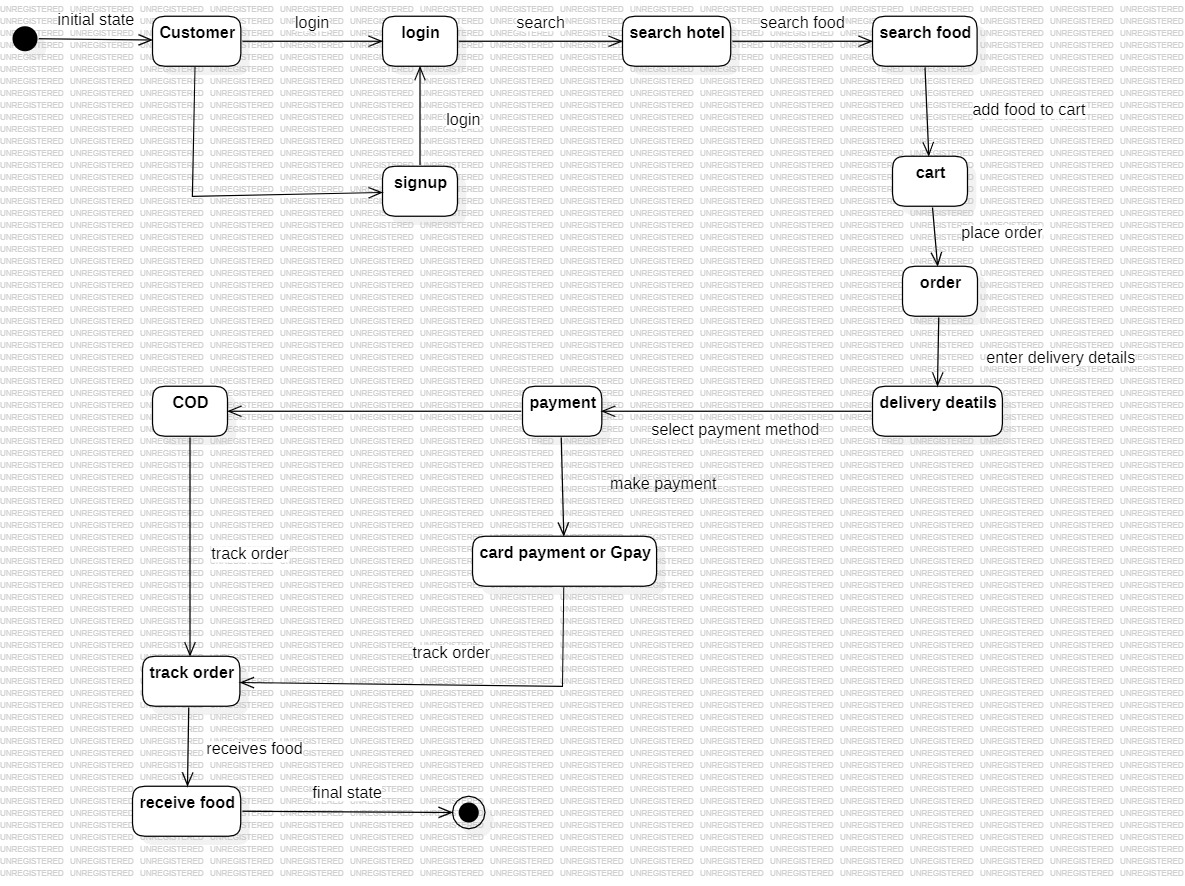 initial state
Customer
login
login
search
search hotel
search food
search food
login
signup
add food to cart
cart
place order
order
enter delivery details
delivery deatils
select payment method
payment
COD
make payment
card payment or Gpay
track order
track order
track order
receives food
receive food
final state
UNREGISTERED